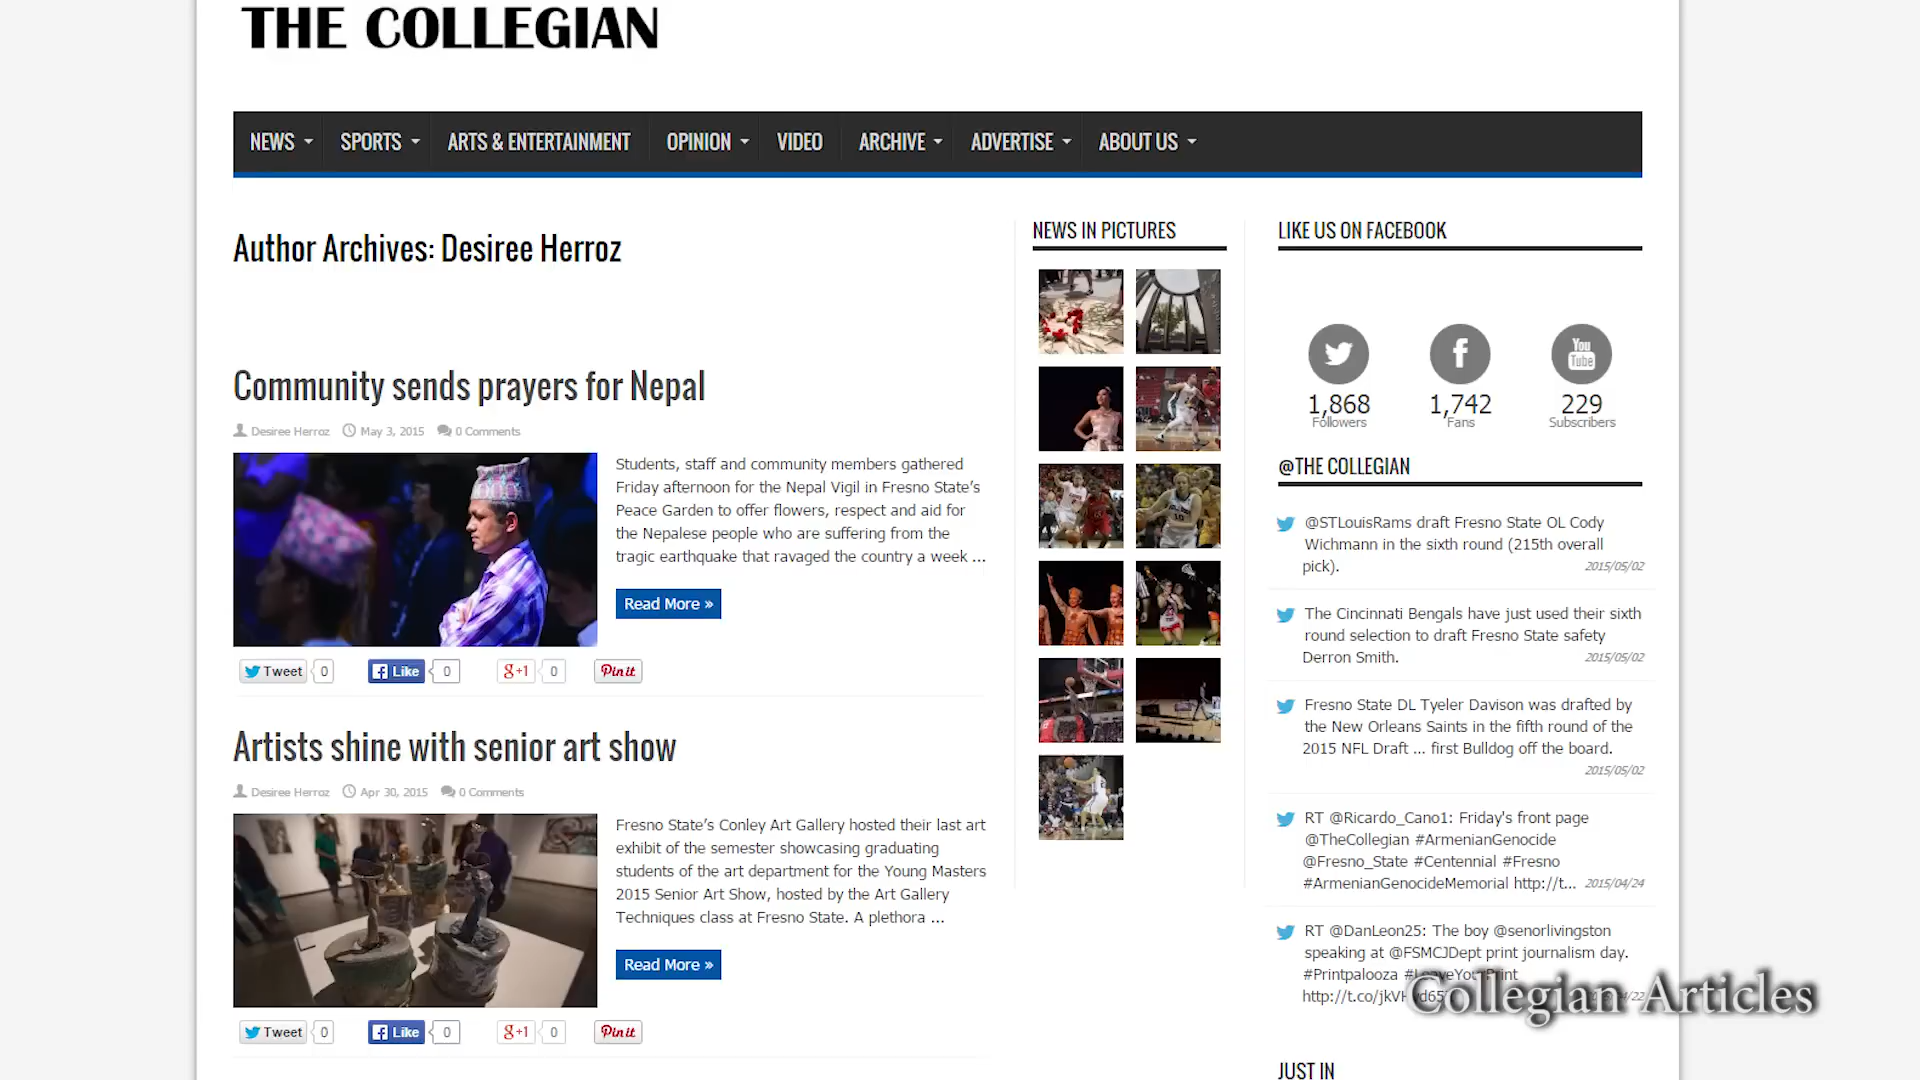 THE COLLEGIAN
NEWS
SPORTS
ARTS & ENTERTAINMENT
OPINION
VIDEO
ARCHIVE
ADVERTISE
ABOUT US
Author Archives: Desiree Herroz
Community sends prayers for Nepal
Desiree Herroz May 3, 2015 0 Comments
Students, staff and community members gathered
Friday afternoon for the Nepal Vigil in Fresno State's
Peace Garden to offer flowers, respect and aid for
the Nepalese people who are suffering from the
tragic earthquake that ravaged the country a week ...
Read More »
Tweet 0 Like 0 g+1 0 Pinit
Artists shine with senior art show
Desiree Herroz Apr 30, 2015 0 Comments
Fresno State's Conley Art Gallery hosted their last art
exhibit of the semester showcasing graduating
students of the art department for the Young Masters
2015 Senior Art Show, hosted by the Art Gallery
Techniques class at Fresno State. A plethora ...
Read More »
Tweet 0 Like 0 g+1 0 Pinit
NEWS IN PICTURES
LIKE US ON FACEBOOK
You
Tube
1,868 1,742 229
Followers Fans Subscribers
@THE COLLEGIAN
@STLouisRams draft Fresno State OL Cody
Wichmann in the sixth round (215th overall
pick). 2015/05/02
The Cincinnati Bengals have just used their sixth
round selection to draft Fresno State safety
Derron Smith. 2015/05/02
Fresno State DL Tyeler Davison was drafted by
the New Orleans Saints in the fifth round of the
2015 NFL Draft ... first Bulldog off the board.
2015/05/02
RT @Ricardo_Cano1: Friday's front page
@TheCollegian #ArmenianGenocide
@Fresno_State #Centennial #Fresno
#ArmenianGenocideMemorial http://t... 2015/04/24
RT @DanLeon25: The boy @senorlivingston
speaking at @FSMCJDept print journalism day.
#Printpalooza #LeaveYourPrint
Collegian Articles
JUST IN